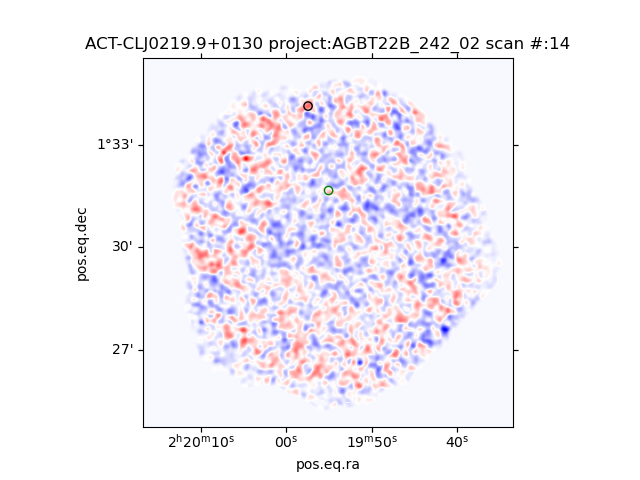 ACT-CLJ0219.9+0130 project:AGBT22B_242_02 scan #:14
1°33'
30'
27'
pos.eq.dec
2ʰ20ᵐ10ˢ 00ˢ 19ᵐ50ˢ 40ˢ
pos.eq.ra